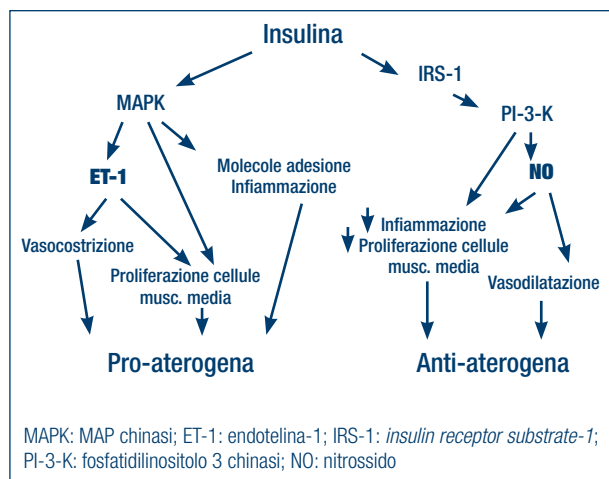 Insulina
IRS-1
MAPK
PI-3-K
ET-1
Molecole adesione
Infiammazione
NO
Vasocostrizione
Infiammazione
Proliferazione cellule
musc. media
Proliferazione cellule
musc. media
Vasodilatazione
Pro-aterogena
Anti-aterogena
MAPK: MAP chinasi; ET-1: endotelina-1; IRS-1: insulin receptor substrate-1;
PI-3-K: fosfatidilinositolo 3 chinasi; NO: nitrossido